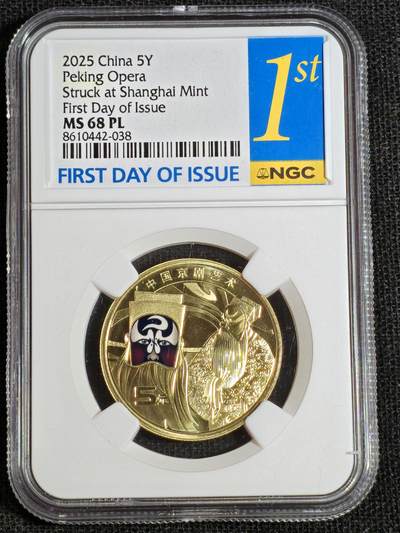 2025 China 5Y
Peking Opera
Struck at Shanghai Mint
First Day of Issue
MS 68 PL
8610442-038
FIRST DAY OF ISSUE
1st
NGC
中国京剧艺术
5元